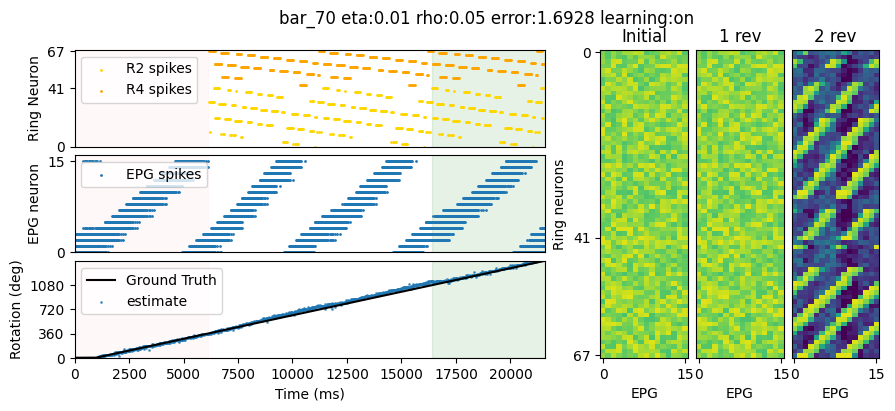 bar_70 eta:0.01 rho:0.05 error:1.6928 learning:on
Ring Neuron
67
41
0
R2 spikes
R4 spikes
EPG neuron
15
0
EPG spikes
Rotation (deg)
1080
720
360
0
Ground Truth
estimate
0 2500 5000 7500 10000 12500 15000 17500 20000
Time (ms)
Initial 1 rev 2 rev
Ring neurons
0
41
67
0 15 0 15 0 15
EPG EPG EPG